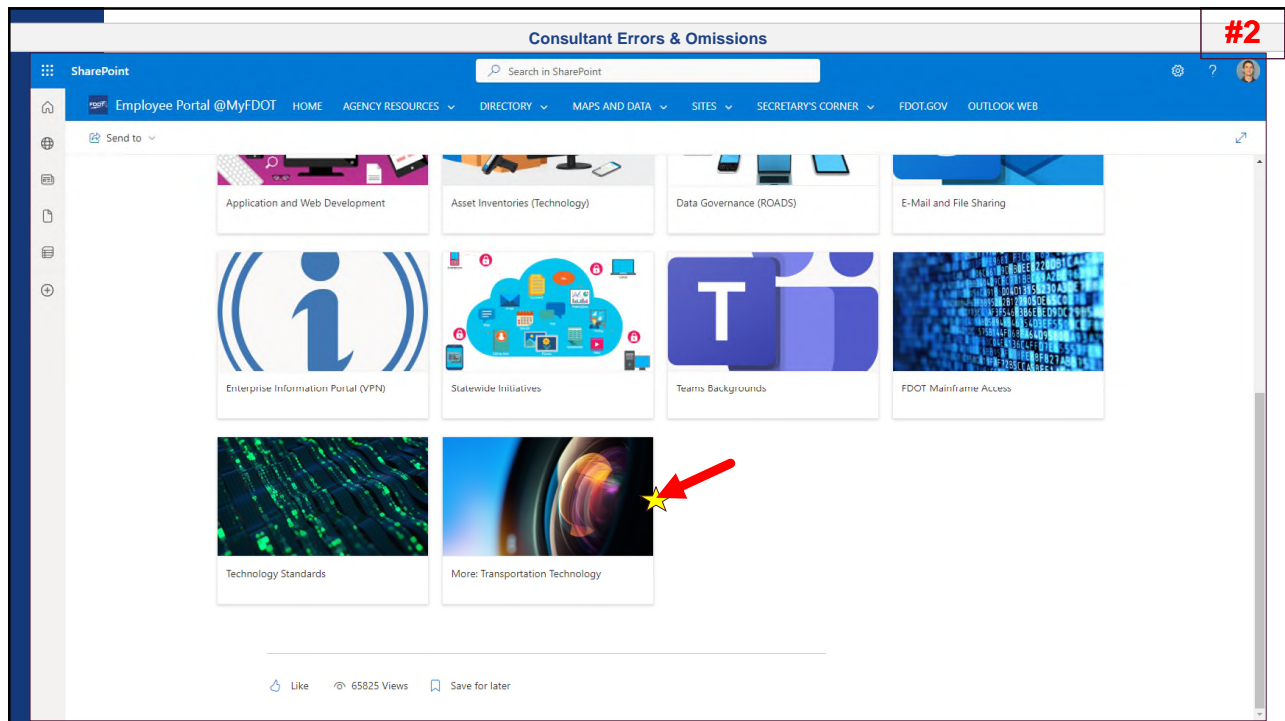 Consultant Errors & Omissions
#2
SharePoint
Search in SharePoint
?
FDOT
Employee Portal @MyFDOT HOME AGENCY RESOURCES DIRECTORY MAPS AND DATA SITES SECRETARY'S CORNER FDOT.GOV OUTLOOK WEB
Send to
Application and Web Development
Asset Inventories (Technology)
Data Governance (ROADS)
E-Mail and File Sharing
T
Enterprise Information Portal (VPN)
Statewide Initiatives
Teams Backgrounds
FDOT Mainframe Access
Technology Standards
More: Transportation Technology
Like 65825 Views Save for later